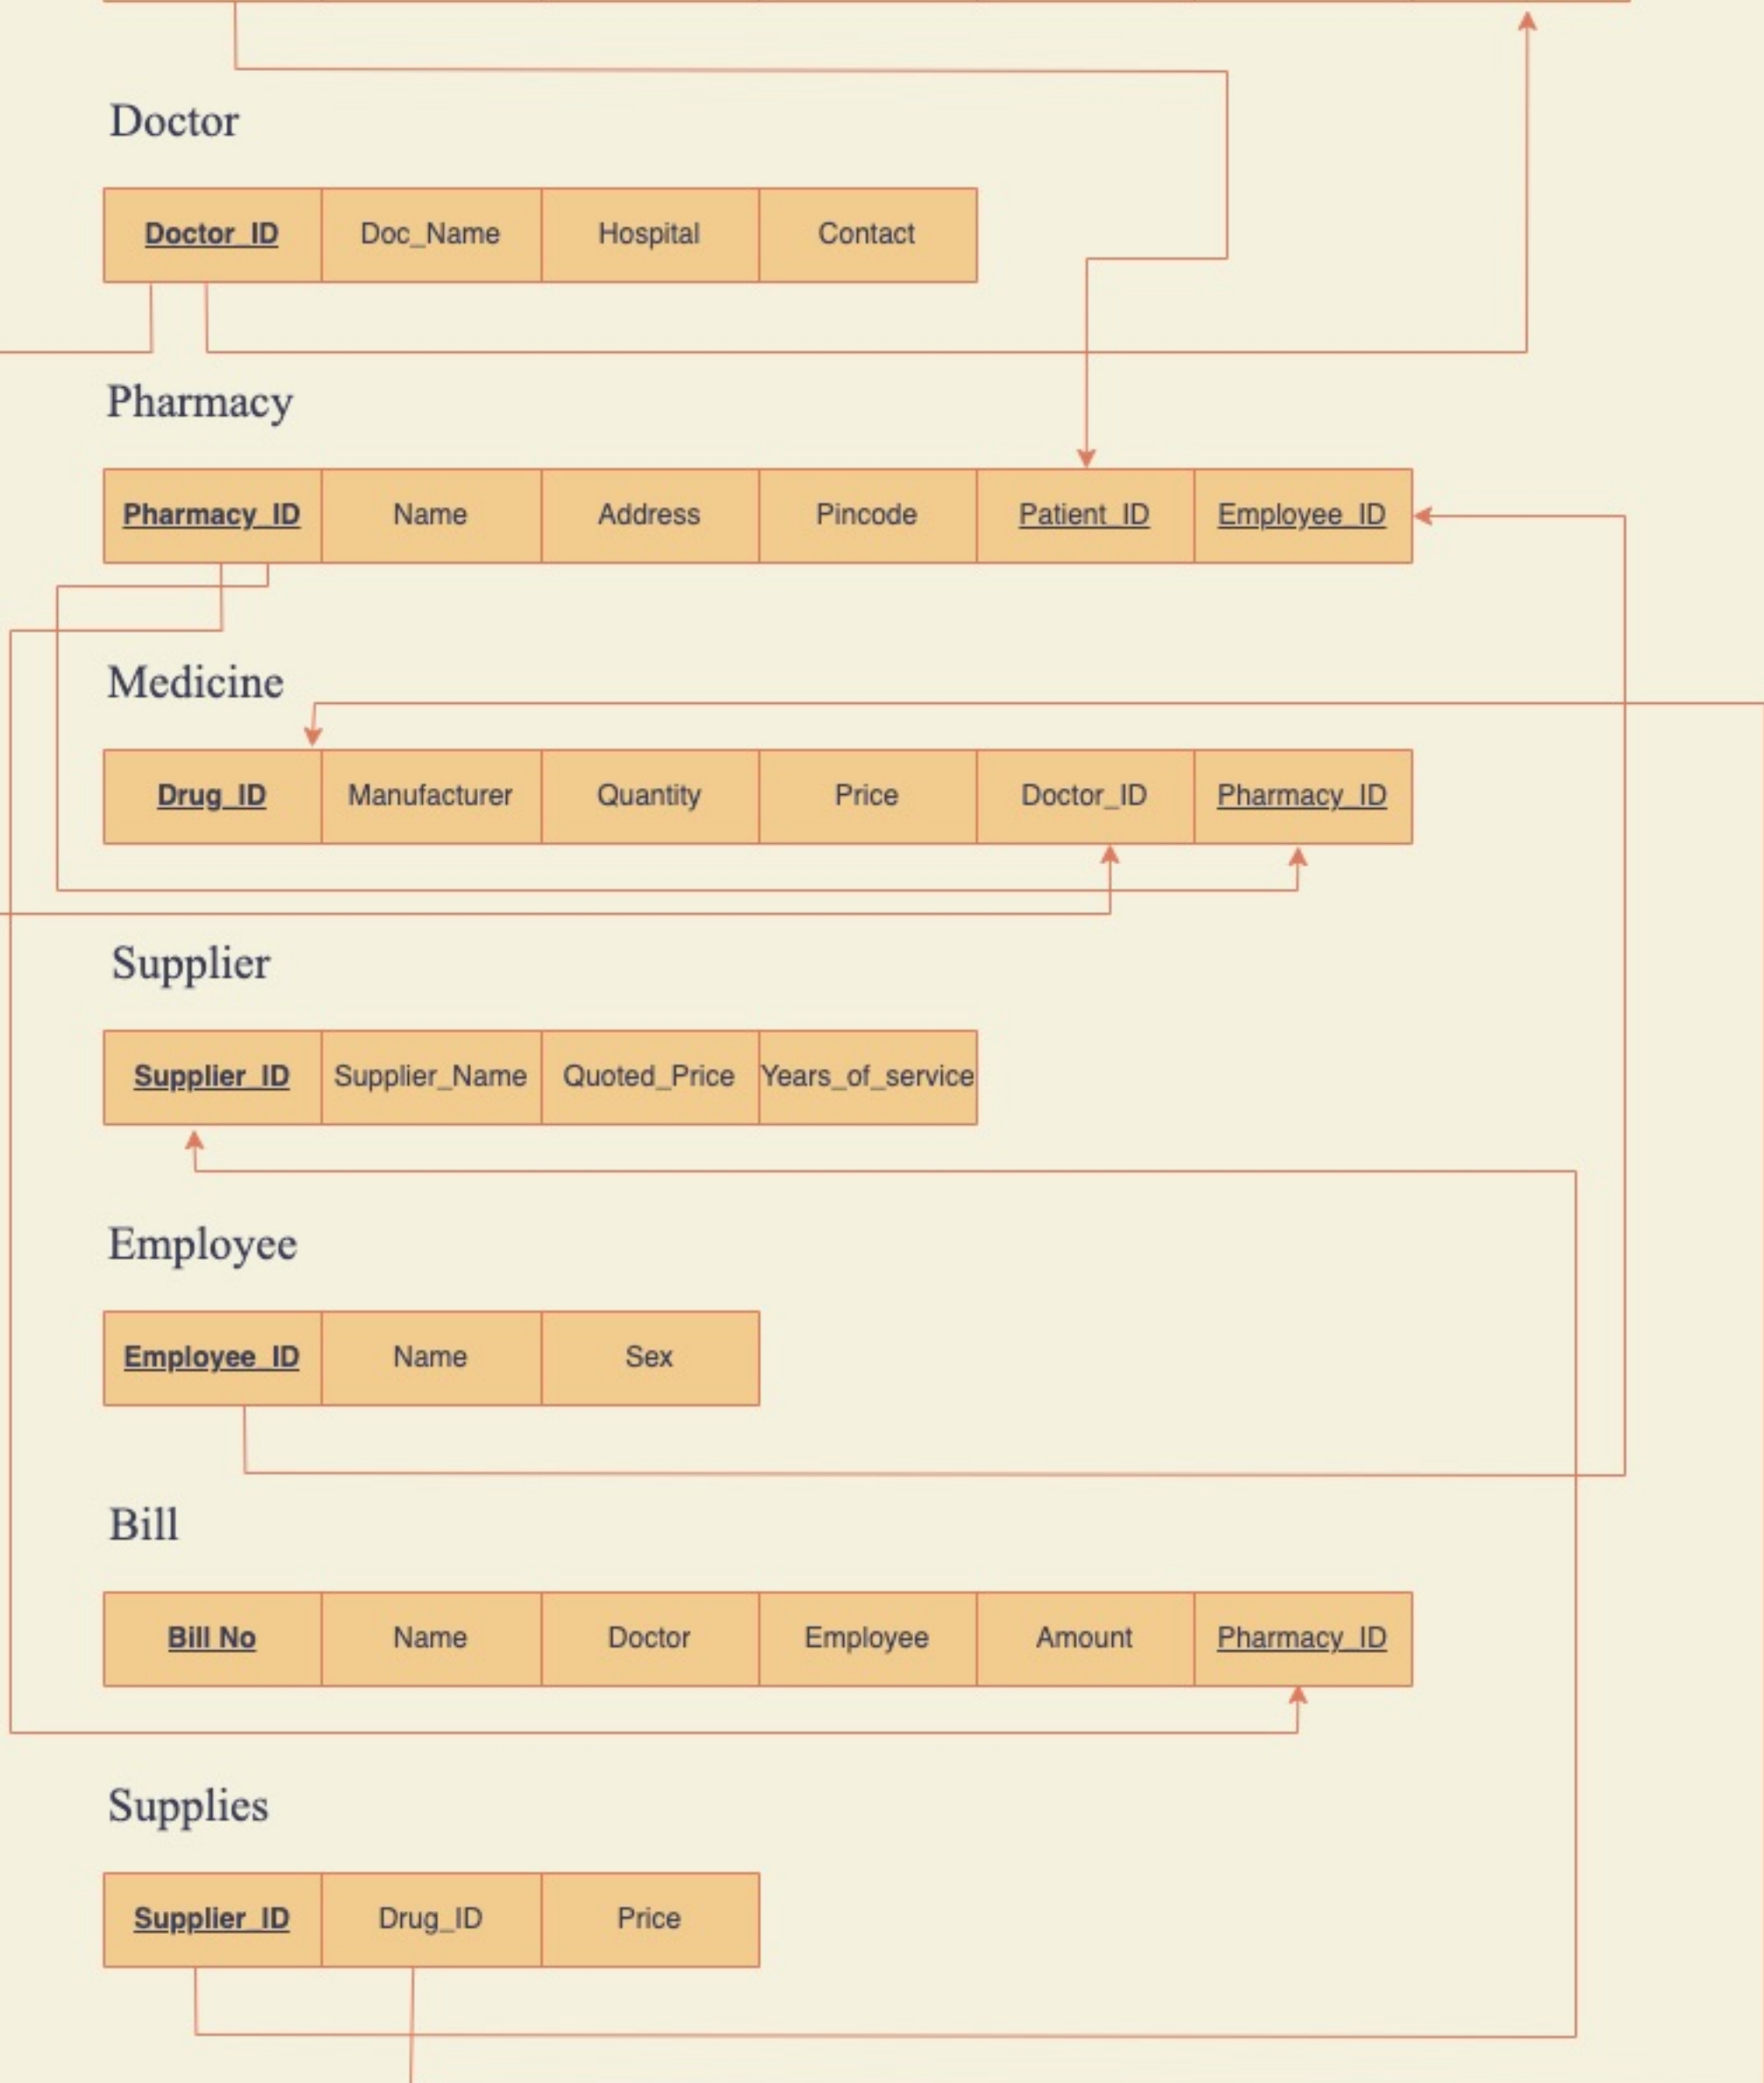 Doctor
Doctor_ID Doc_Name Hospital Contact
Pharmacy
Pharmacy_ID Name Address Pincode Patient_ID Employee_ID
Medicine
Drug_ID Manufacturer Quantity Price Doctor_ID Pharmacy_ID
Supplier
Supplier_ID Supplier_Name Quoted_Price Years_of_service
Employee
Employee_ID Name Sex
Bill
Bill No Name Doctor Employee Amount Pharmacy_ID
Supplies
Supplier_ID Drug_ID Price